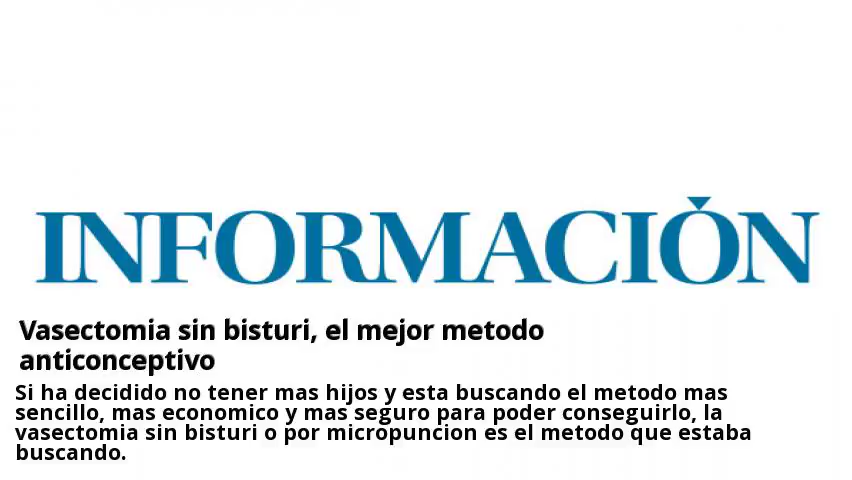 INFORMACIÓN
Vasectomia sin bisturi, el mejor metodo
anticonceptivo
Si ha decidido no tener mas hijos y esta buscando el metodo mas
sencillo, mas economico y mas seguro para poder conseguirlo, la
vasectomia sin bisturi o por micropuncion es el metodo que estaba
buscando.